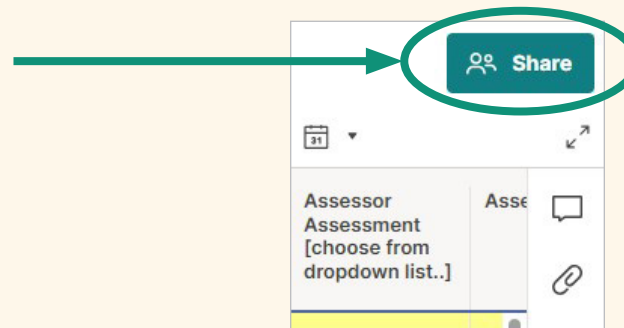 Share
31
Assessor
Assessment
[choose from
dropdown list..]
Asse